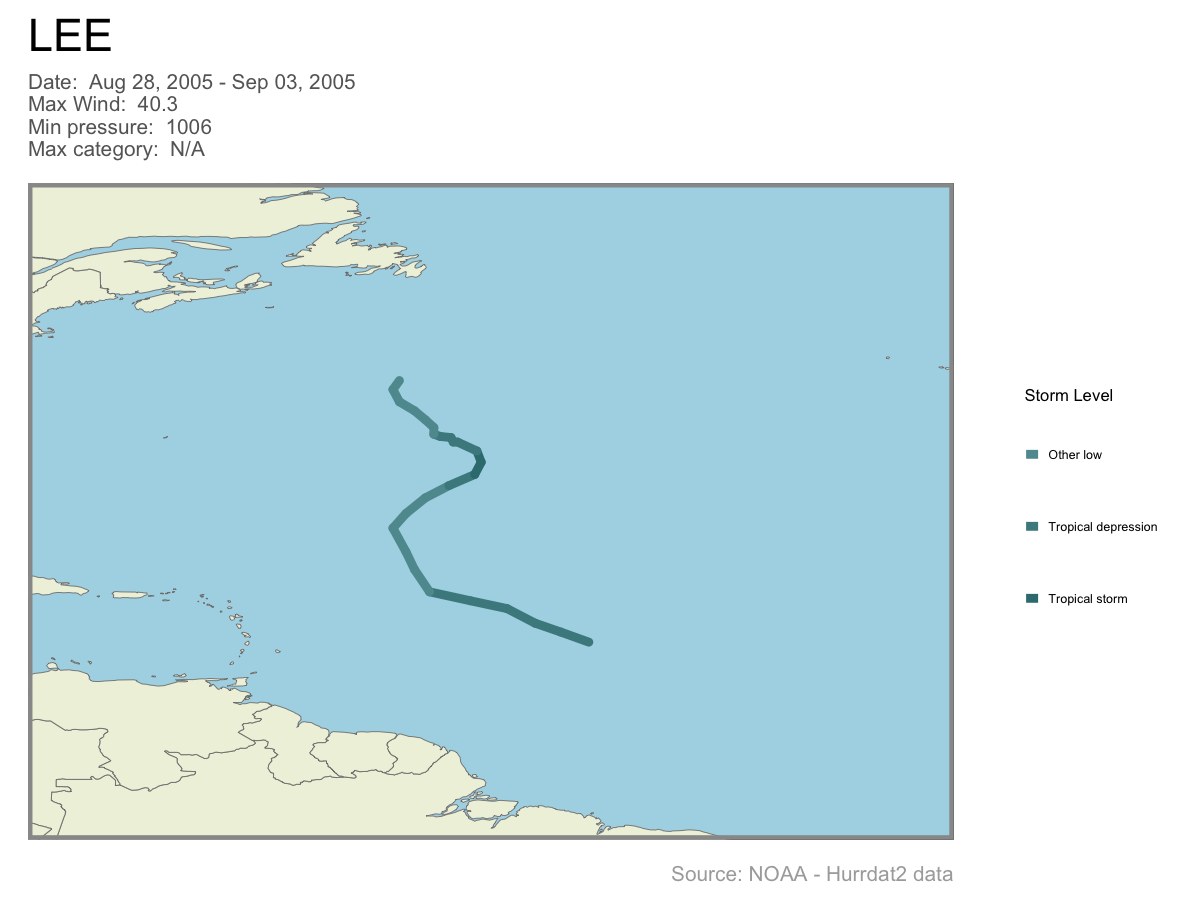 LEE
Date:  Aug 28, 2005 - Sep 03, 2005
Max Wind:  40.3
Min pressure:  1006
Max category:  N/A
Storm Level
Other low
Tropical depression
Tropical storm
Source: NOAA - Hurrdat2 data